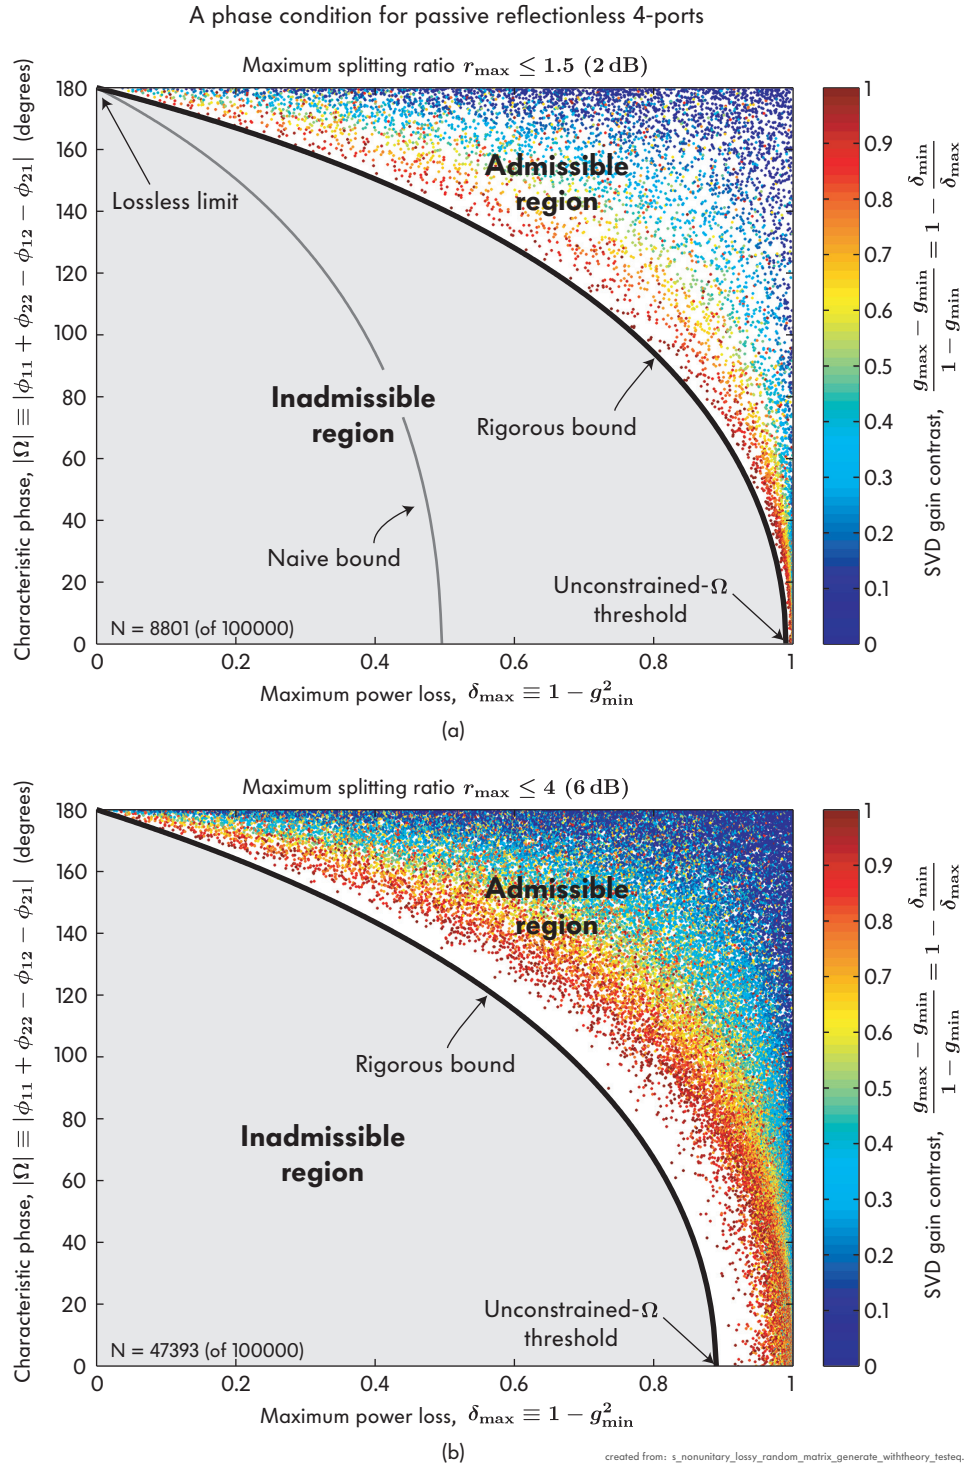 A phase condition for passive reflectionless 4-ports
Maximum splitting ratio r_max ≤ 1.5 (2 dB)
Characteristic phase, |Ω| ≡ |ϕ11 + ϕ22 − ϕ12 − ϕ21| (degrees)
180
160
140
120
100
80
60
40
20
0
Lossless limit
Admissible
region
Inadmissible
region
Rigorous bound
Naive bound
Unconstrained-Ω
threshold
N = 8801 (of 100000)
0 0.2 0.4 0.6 0.8 1
Maximum power loss, δ_max ≡ 1 − g²_min
(a)
1
0.9
0.8
0.7
0.6
0.5
0.4
0.3
0.2
0.1
0
SVD gain contrast, (g_max − g_min)/(1 − g_min) = 1 − δ_min/δ_max
Maximum splitting ratio r_max ≤ 4 (6 dB)
Characteristic phase, |Ω| ≡ |ϕ11 + ϕ22 − ϕ12 − ϕ21| (degrees)
180
160
140
120
100
80
60
40
20
0
Admissible
region
Rigorous bound
Inadmissible
region
Unconstrained-Ω
threshold
N = 47393 (of 100000)
0 0.2 0.4 0.6 0.8 1
Maximum power loss, δ_max ≡ 1 − g²_min
(b)
1
0.9
0.8
0.7
0.6
0.5
0.4
0.3
0.2
0.1
0
SVD gain contrast, (g_max − g_min)/(1 − g_min) = 1 − δ_min/δ_max
created from: s_nonunitary_lossy_random_matrix_generate_withtheory_testeq.